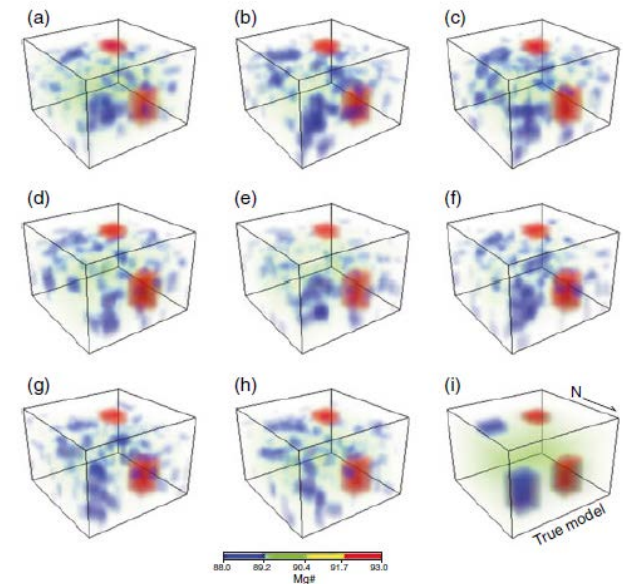 (a) (b) (c)
(d) (e) (f)
(g) (h) (i)
N
True model
88.0 89.2 90.4 91.7 93.0
Mg#